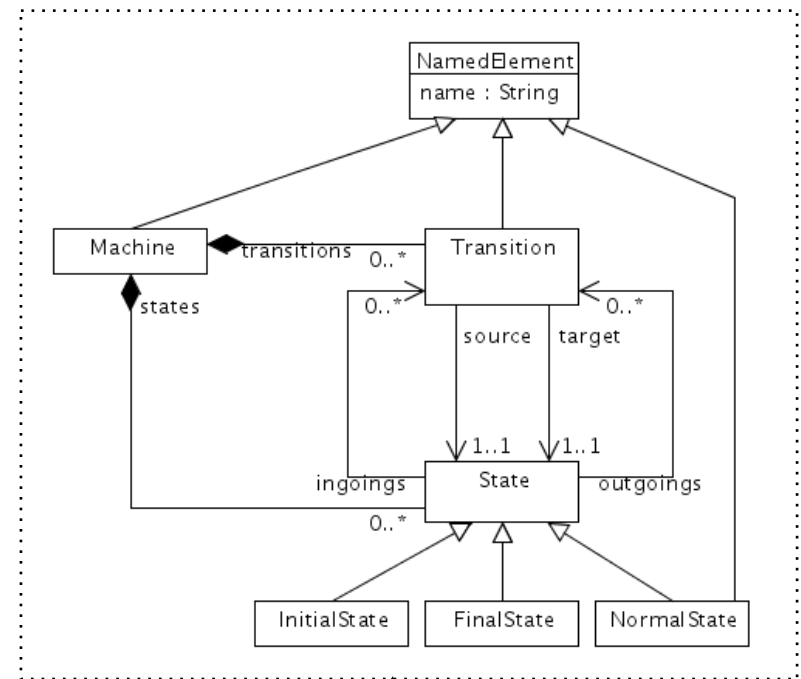 NamedElement
name : String
Machine
transitions
0..*
Transition
states
0..*
0..*
source
target
1..1
1..1
ingoings
State
outgoings
0..*
InitialState
FinalState
NormalState